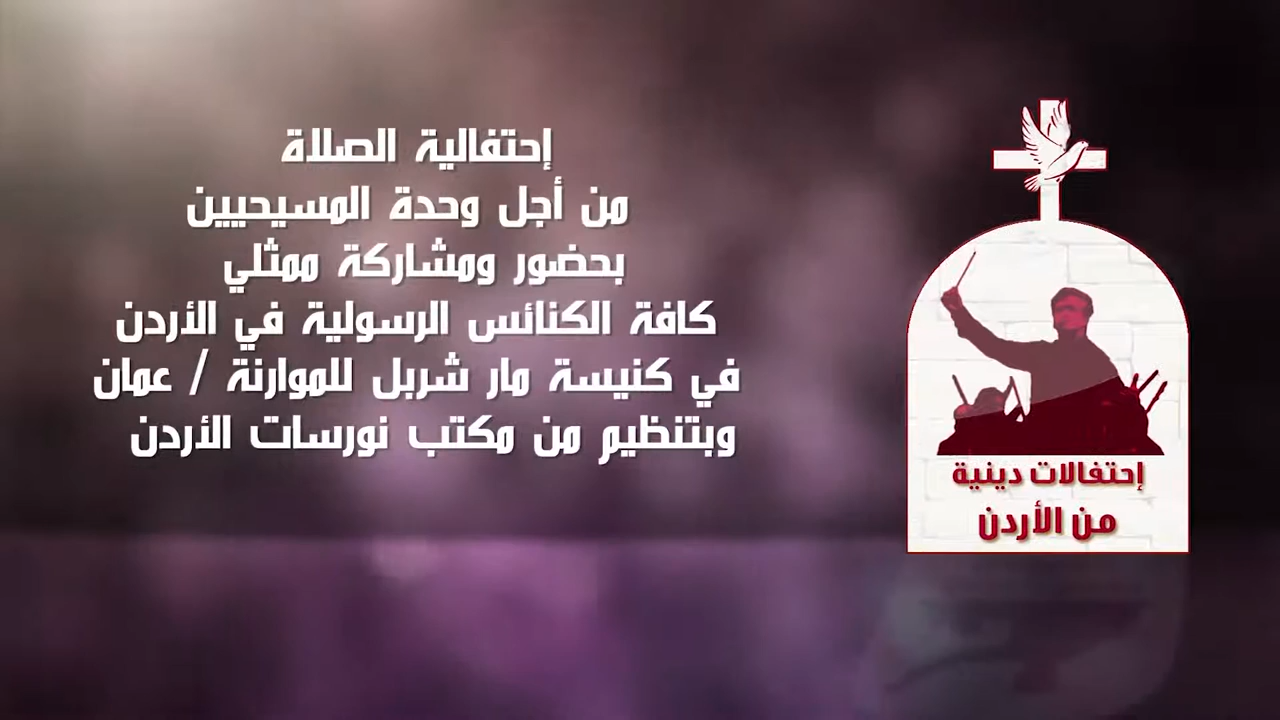 إحتفالية الصلاة
من أجل وحدة المسيحيين
بحضور ومشاركة ممثلي
كافة الكنائس الرسولية في الأردن
في كنيسة مار شربل للموارنة / عمان
وبتنظيم من مكتب نورسات الأردن
إحتفالات دينية
من الأردن